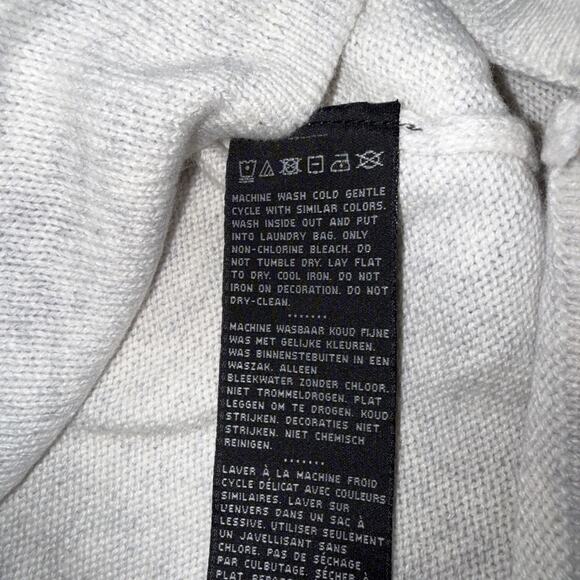 MACHINE WASH COLD GENTLE
CYCLE WITH SIMILAR COLORS.
WASH INSIDE OUT AND PUT
INTO LAUNDRY BAG. ONLY
NON-CHLORINE BLEACH. DO
NOT TUMBLE DRY. LAY FLAT
TO DRY. COOL IRON. DO NOT
IRON ON DECORATION. DO NOT
DRY-CLEAN.
MACHINE WASBAAR KOUD FIJNE
WAS MET GELIJKE KLEUREN.
WAS BINNENSTEBUITEN IN EEN
WASZAK. ALLEEN
BLEEKWATER ZONDER CHLOOR.
NIET TROMMELDROGEN. PLAT
LEGGEN OM TE DROGEN. KOUD
STRIJKEN. DECORATIES NIET
STRIJKEN. NIET CHEMISCH
REINIGEN.
LAVER À LA MACHINE FROID
CYCLE DÉLICAT AVEC COULEURS
SIMILAIRES. LAVER SUR
L'ENVERS DANS UN SAC À
LESSIVE. UTILISER SEULEMENT
UN JAVELLISANT SANS
CHLORE. PAS DE SÉCHAGE
PAR CULBUTAGE. SÉCHER À
PLAT